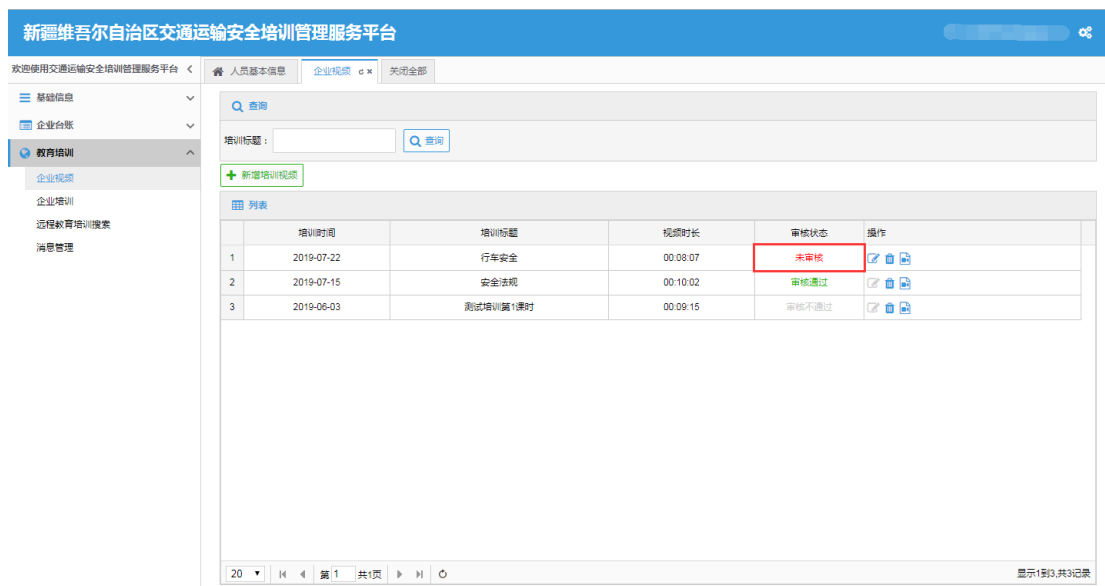 新疆维吾尔自治区交通运输安全培训管理服务平台
欢迎使用交通运输安全培训管理服务平台
人员基本信息 企业视频 关闭全部
基础信息
企业台账
教育培训
企业视频
企业培训
远程教育培训搜索
消息管理
查询
培训标题： 查询
新增培训视频
列表
培训时间 培训标题 视频时长 审核状态 操作
1 2019-07-22 行车安全 00:08:07 未审核
2 2019-07-15 安全法规 00:10:02 审核通过
3 2019-06-03 测试培训第1课时 00:09:15 审核不通过
20 第 1 共1页 显示1到3,共3记录